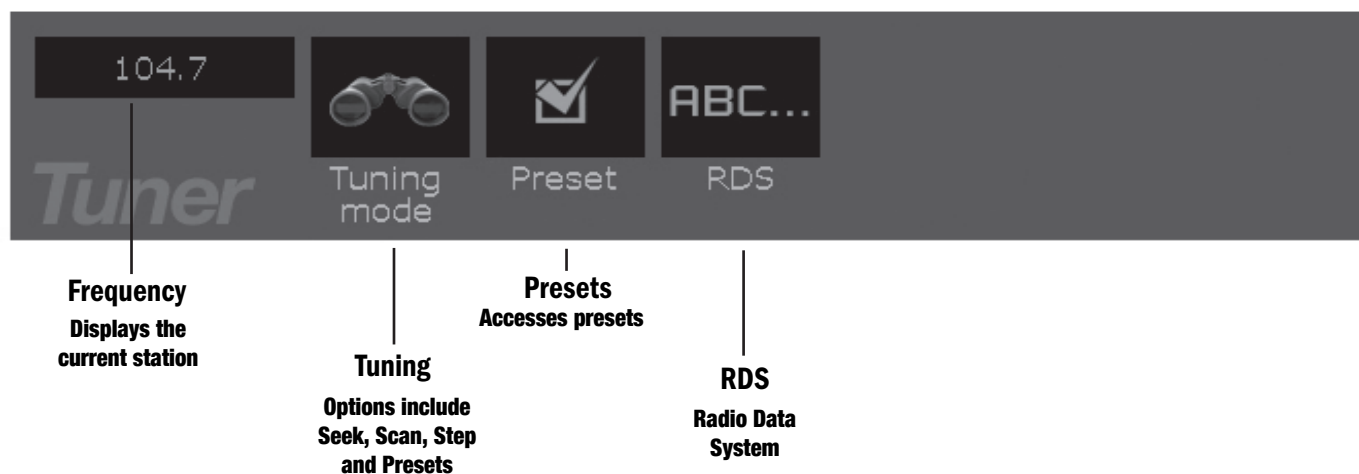 104.7
Tuner
Tuning
mode
Preset
ABC...
RDS
Frequency
Displays the
current station
Tuning
Options include
Seek, Scan, Step
and Presets
Presets
Accesses presets
RDS
Radio Data
System